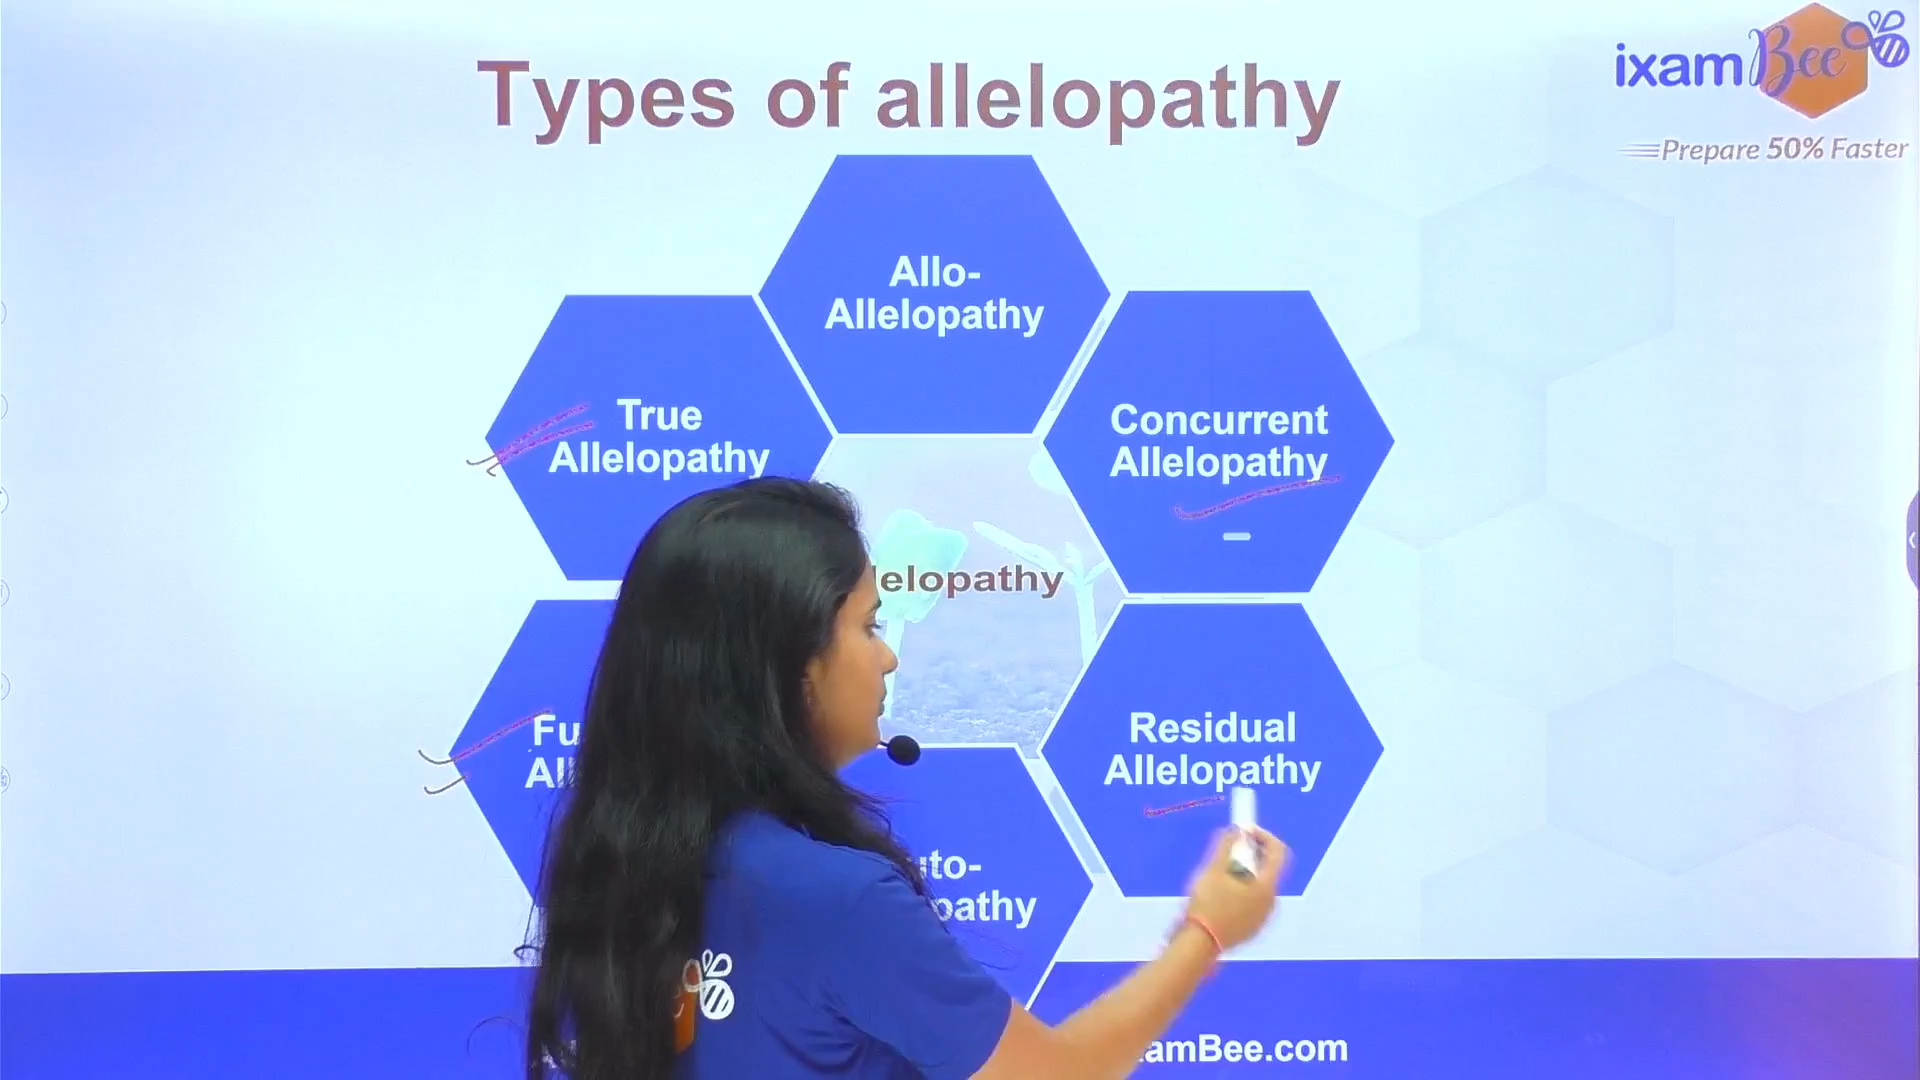 ixamBee
Prepare 50% Faster
Types of allelopathy
Allo-
Allelopathy
True
Allelopathy
Concurrent
Allelopathy
lelopathy
Fu
Al
Residual
Allelopathy
uto-
pathy
amBee.com